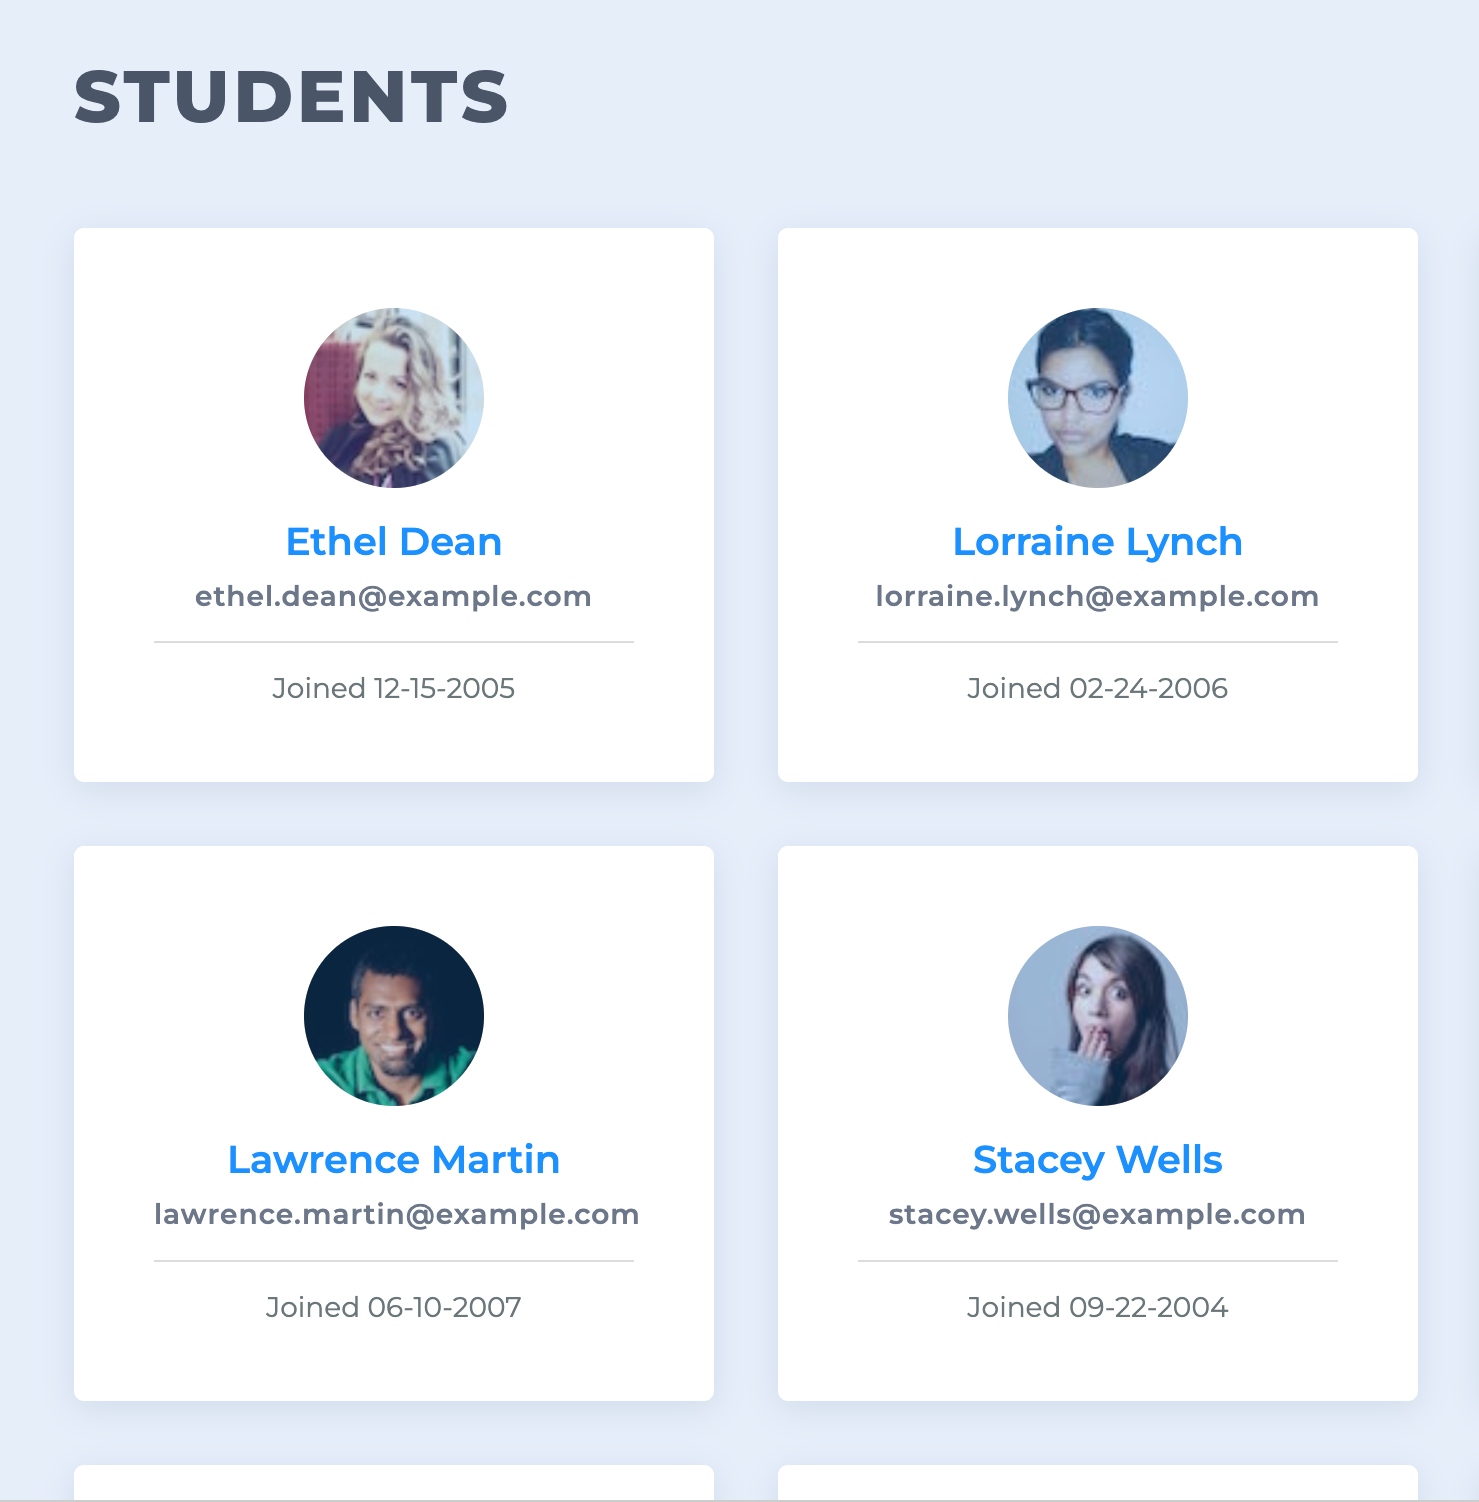 STUDENTS
Ethel Dean
ethel.dean@example.com
Joined 12-15-2005
Lorraine Lynch
lorraine.lynch@example.com
Joined 02-24-2006
Lawrence Martin
lawrence.martin@example.com
Joined 06-10-2007
Stacey Wells
stacey.wells@example.com
Joined 09-22-2004